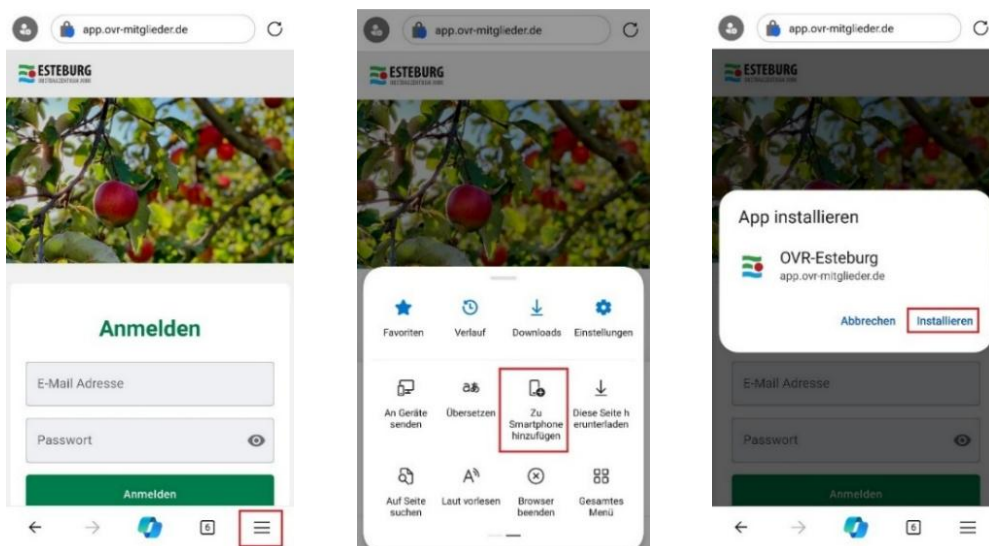 app.ovr-mitglieder.de
ESTEBURG
Anmelden
E-Mail Adresse
Passwort
Anmelden
6
app.ovr-mitglieder.de
ESTEBURG
Favoriten
Verlauf
Downloads
Einstellungen
An Geräte
senden
Übersetzen
Zu
Smartphone
hinzufügen
Diese Seite h
erunterladen
Auf Seite
suchen
Laut vorlesen
Browser
beenden
Gesamtes
Menü
app.ovr-mitglieder.de
ESTEBURG
App installieren
OVR-Esteburg
app.ovr-mitglieder.de
Abbrechen
Installieren
E-Mail Adresse
Passwort
Anmelden
6